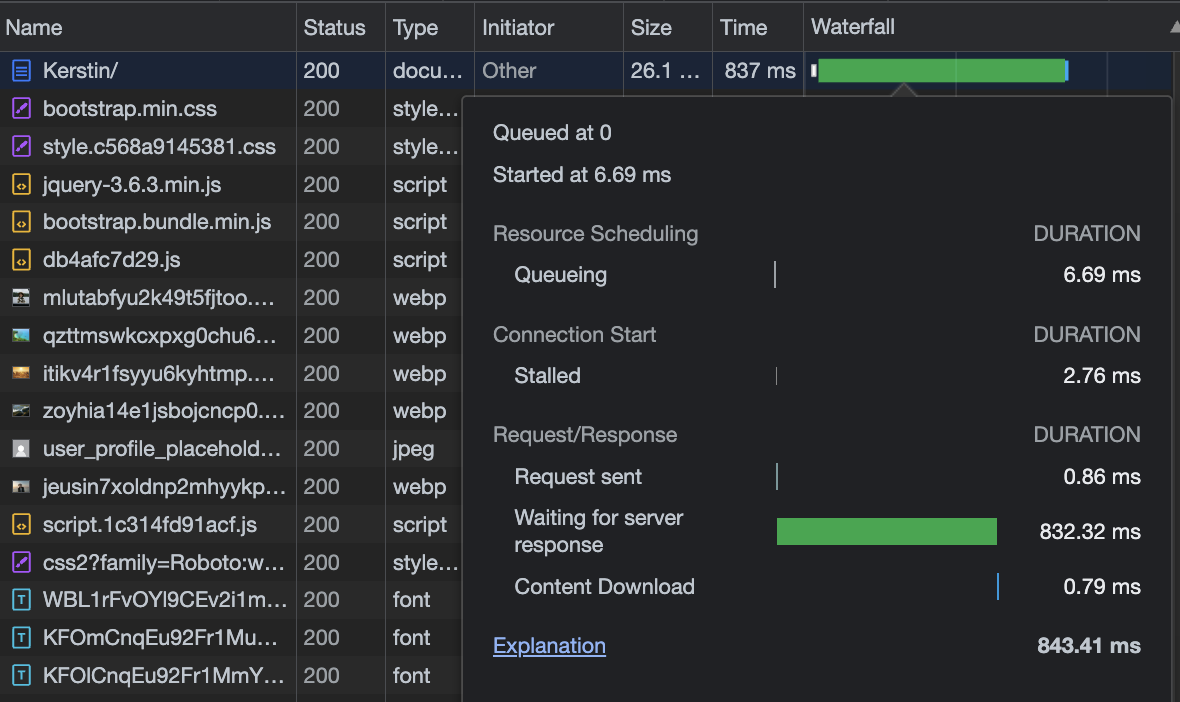 Name Status Type Initiator Size Time Waterfall
Kerstin/ 200 docu... Other 26.1 ... 837 ms
bootstrap.min.css 200 style...
style.c568a9145381.css 200 style...
jquery-3.6.3.min.js 200 script
bootstrap.bundle.min.js 200 script
db4afc7d29.js 200 script
mlutabfyu2k49t5fjtoo.... 200 webp
qzttmswkcxpxg0chu6... 200 webp
itikv4r1fsyyu6kyhtmp.... 200 webp
zoyhia14e1jsbojcncp0.... 200 webp
user_profile_placehold... 200 jpeg
jeusin7xoldnp2mhyykp... 200 webp
script.1c314fd91acf.js 200 script
css2?family=Roboto:w... 200 style...
WBL1rFvOYl9CEv2i1m... 200 font
KFOmCnqEu92Fr1Mu... 200 font
KFOlCnqEu92Fr1MmY... 200 font
Queued at 0
Started at 6.69 ms
Resource Scheduling DURATION
Queueing 6.69 ms
Connection Start DURATION
Stalled 2.76 ms
Request/Response DURATION
Request sent 0.86 ms
Waiting for server
response 832.32 ms
Content Download 0.79 ms
Explanation 843.41 ms